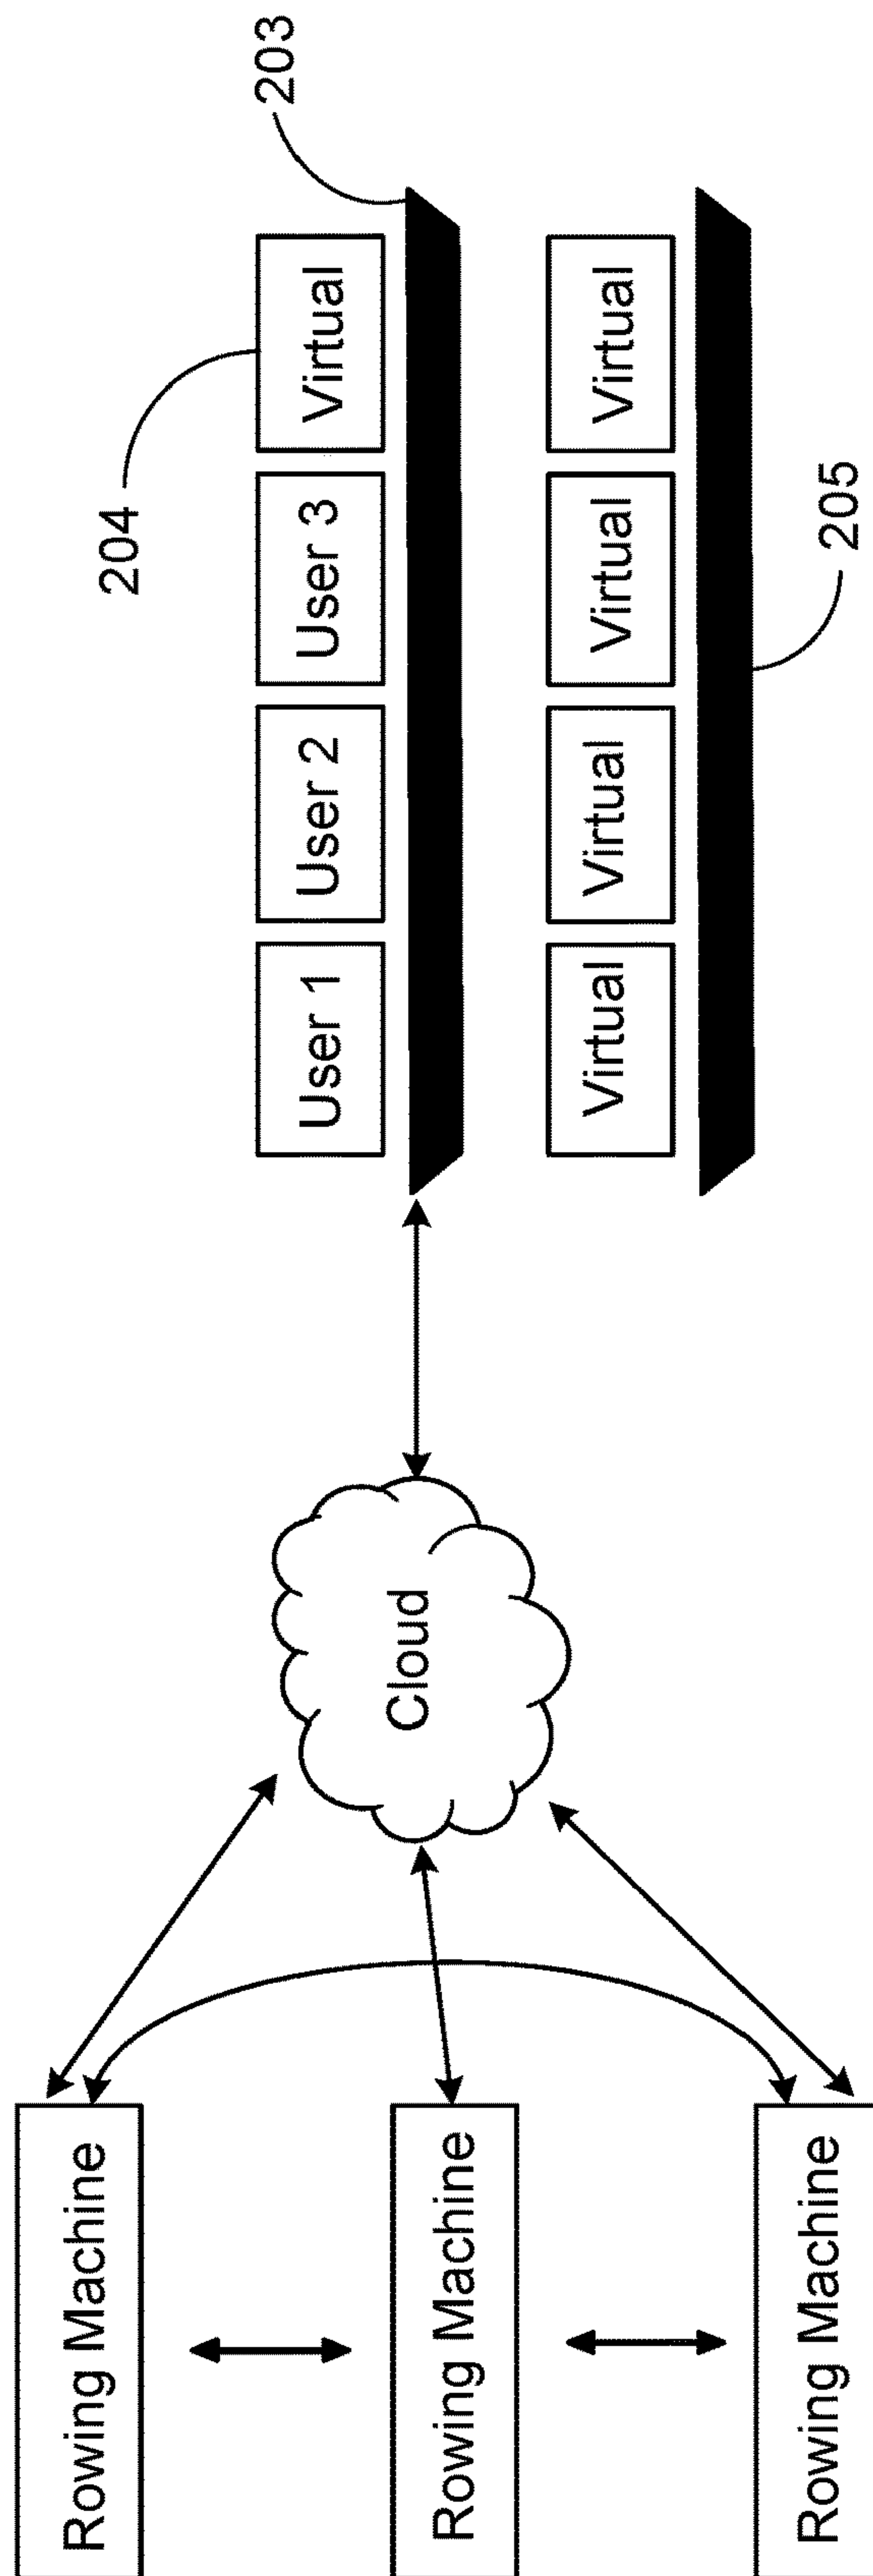 Rowing Machine
Rowing Machine
Rowing Machine
Cloud
204
203
User 1
User 2
User 3
Virtual
Virtual
Virtual
Virtual
Virtual
205